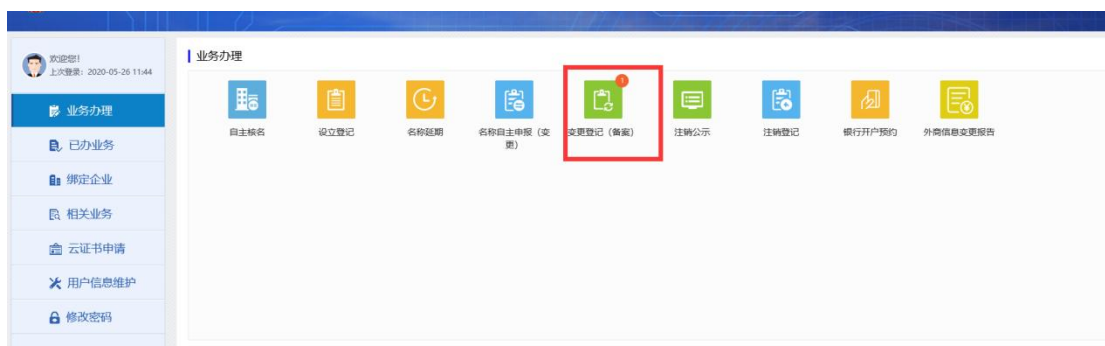 欢迎您!
上次登录：2020-05-26 11:44
业务办理
已办业务
绑定企业
相关业务
云证书申请
用户信息维护
修改密码
业务办理
自主核名
设立登记
名称延期
名称自主申报（变
更）
1
变更登记（备案）
注销公示
注销登记
银行开户预约
外商信息变更报告